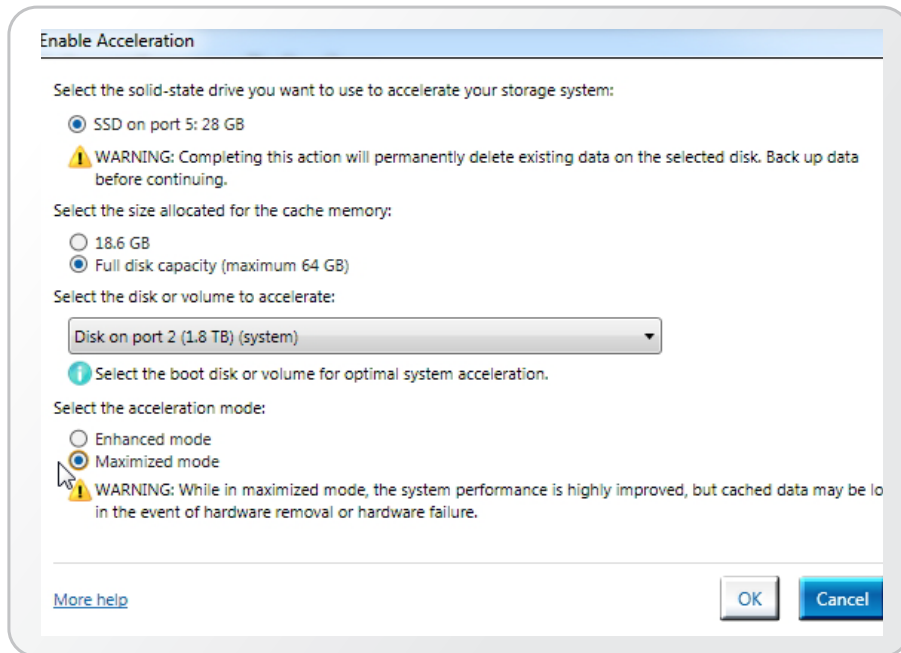 Enable Acceleration
Select the solid-state drive you want to use to accelerate your storage system:
SSD on port 5: 28 GB
WARNING: Completing this action will permanently delete existing data on the selected disk. Back up data
before continuing.
Select the size allocated for the cache memory:
18.6 GB
Full disk capacity (maximum 64 GB)
Select the disk or volume to accelerate:
Disk on port 2 (1.8 TB) (system)
Select the boot disk or volume for optimal system acceleration.
Select the acceleration mode:
Enhanced mode
Maximized mode
WARNING: While in maximized mode, the system performance is highly improved, but cached data may be lo
in the event of hardware removal or hardware failure.
More help
OK
Cancel